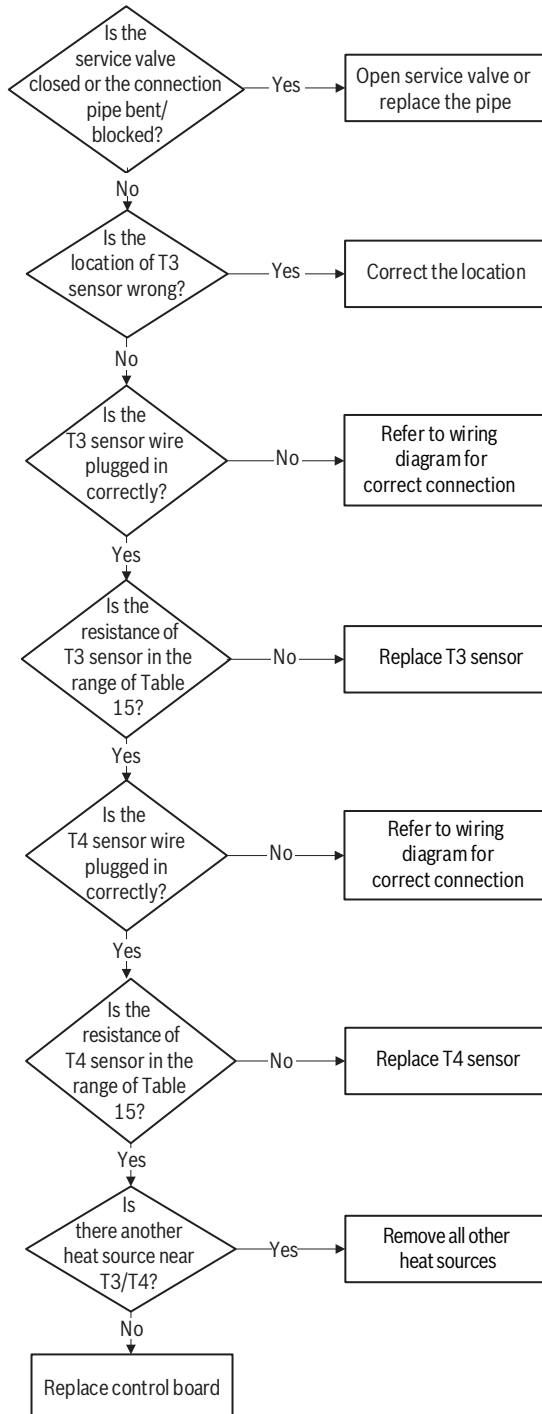 Is the
service valve
closed or the connection
pipe bent/
blocked?
Yes
Open service valve or
replace the pipe
No
Is the
location of T3
sensor wrong?
Yes
Correct the location
No
Is the
T3 sensor wire
plugged in
correctly?
No
Refer to wiring
diagram for
correct connection
Yes
Is the
resistance of
T3 sensor in the
range of Table
15?
No
Replace T3 sensor
Yes
Is the
T4 sensor wire
plugged in
correctly?
No
Refer to wiring
diagram for
correct connection
Yes
Is the
resistance of
T4 sensor in the
range of Table
15?
No
Replace T4 sensor
Yes
Is
there another
heat source near
T3/T4?
Yes
Remove all other
heat sources
No
Replace control board